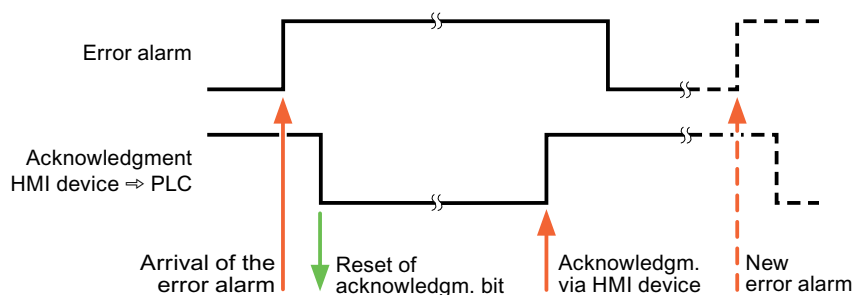 Error alarm
Acknowledgment
HMI device ⇨ PLC
Arrival of the
error alarm
Reset of
acknowledgm. bit
Acknowledgm.
via HMI device
New
error alarm